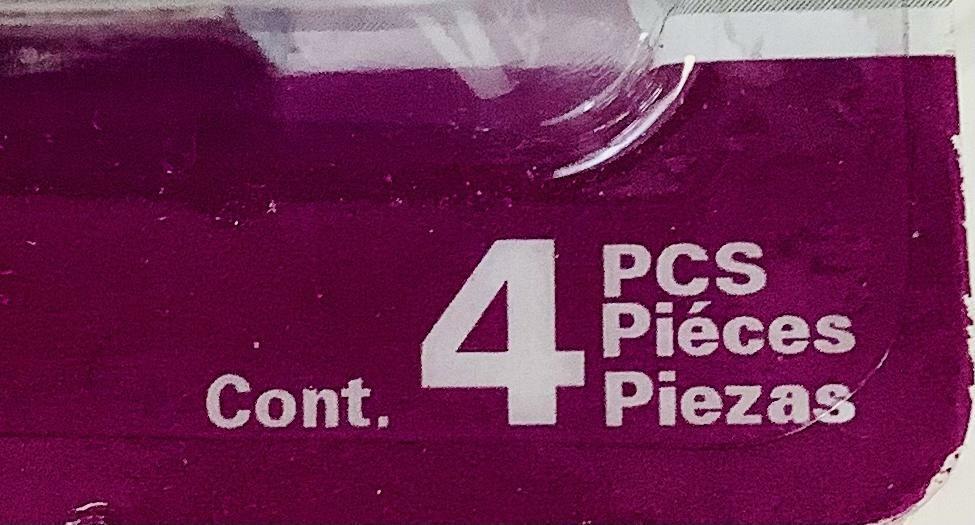 Cont. 4 PCS
Piéces
Piezas